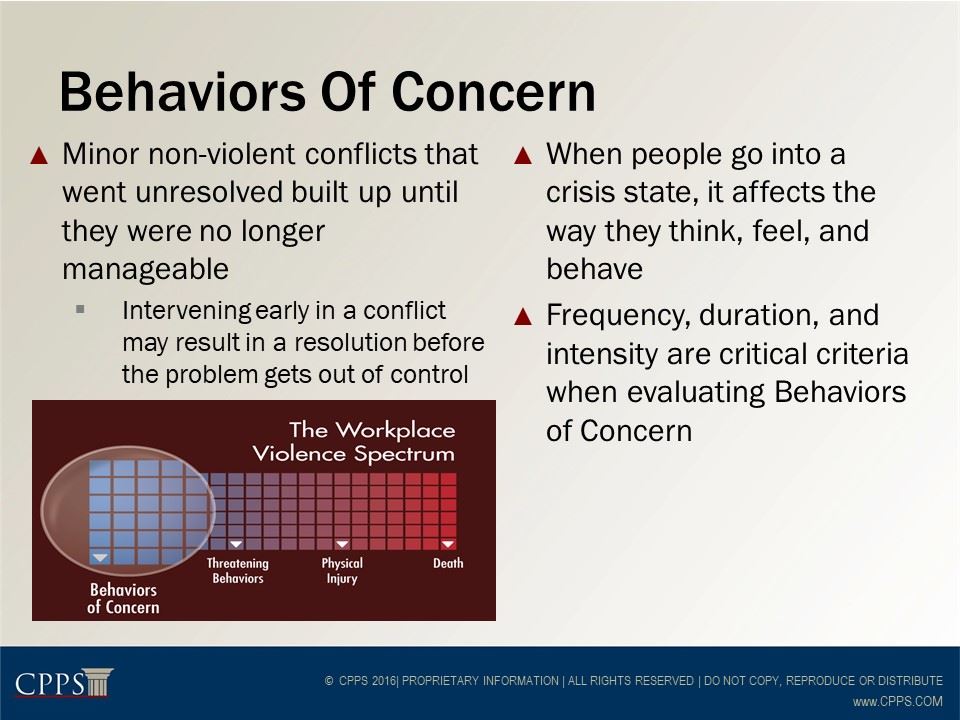 Behaviors Of Concern
▲ Minor non-violent conflicts that
went unresolved built up until
they were no longer
manageable
▪ Intervening early in a conflict
may result in a resolution before
the problem gets out of control
The Workplace
Violence Spectrum
Threatening
Behaviors
Physical
Injury
Death
Behaviors
of Concern
▲ When people go into a
crisis state, it affects the
way they think, feel, and
behave
▲ Frequency, duration, and
intensity are critical criteria
when evaluating Behaviors
of Concern
CPPS
© CPPS 2016| PROPRIETARY INFORMATION | ALL RIGHTS RESERVED | DO NOT COPY, REPRODUCE OR DISTRIBUTE
www.CPPS.COM